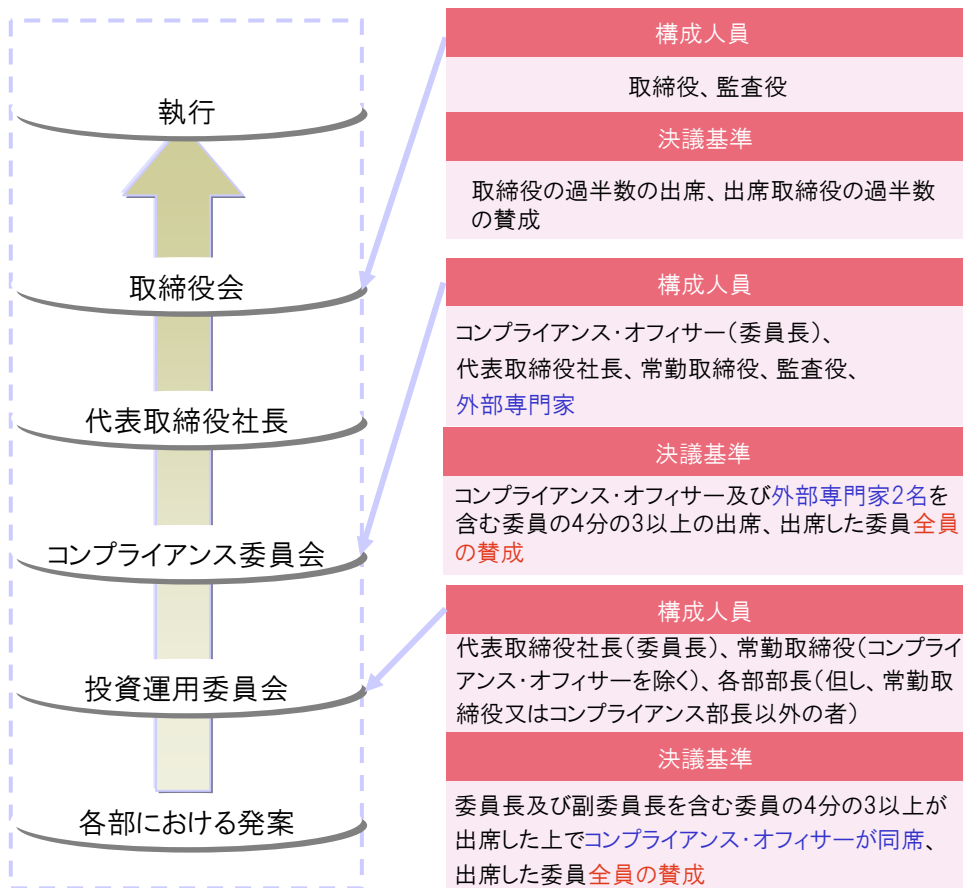 執行
取締役会
代表取締役社長
コンプライアンス委員会
投資運用委員会
各部における発案
構成人員
取締役、監査役
決議基準
取締役の過半数の出席、出席取締役の過半数
の賛成
構成人員
コンプライアンス・オフィサー（委員長）、
代表取締役社長、常勤取締役、監査役、
外部専門家
決議基準
コンプライアンス・オフィサー及び外部専門家2名を
含む委員の4分の3以上の出席、出席した委員全員
の賛成
構成人員
代表取締役社長（委員長）、常勤取締役（コンプライ
アンス・オフィサーを除く）、各部部長（但し、常勤取
締役又はコンプライアンス部長以外の者）
決議基準
委員長及び副委員長を含む委員の4分の3以上が
出席した上でコンプライアンス・オフィサーが同席、
出席した委員全員の賛成